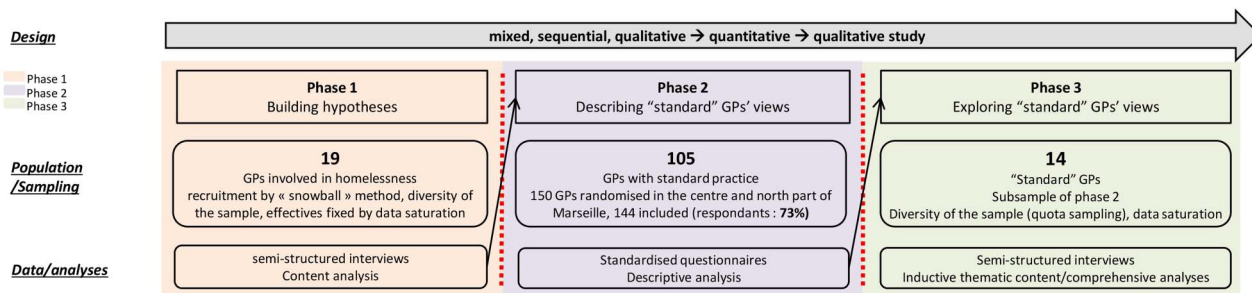 Design
mixed, sequential, qualitative → quantitative → qualitative study
Phase 1
Phase 2
Phase 3
Phase 1
Building hypotheses
Phase 2
Describing “standard” GPs’ views
Phase 3
Exploring “standard” GPs’ views
Population
/Sampling
19
GPs involved in homelessness
recruitment by « snowball » method, diversity of
the sample, effectives fixed by data saturation
105
GPs with standard practice
150 GPs randomised in the centre and north part of
Marseille, 144 included (respondants : 73%)
14
“Standard” GPs
Subsample of phase 2
Diversity of the sample (quota sampling), data saturation
Data/analyses
semi-structured interviews
Content analysis
Standardised questionnaires
Descriptive analysis
Semi-structured interviews
Inductive thematic content/comprehensive analyses